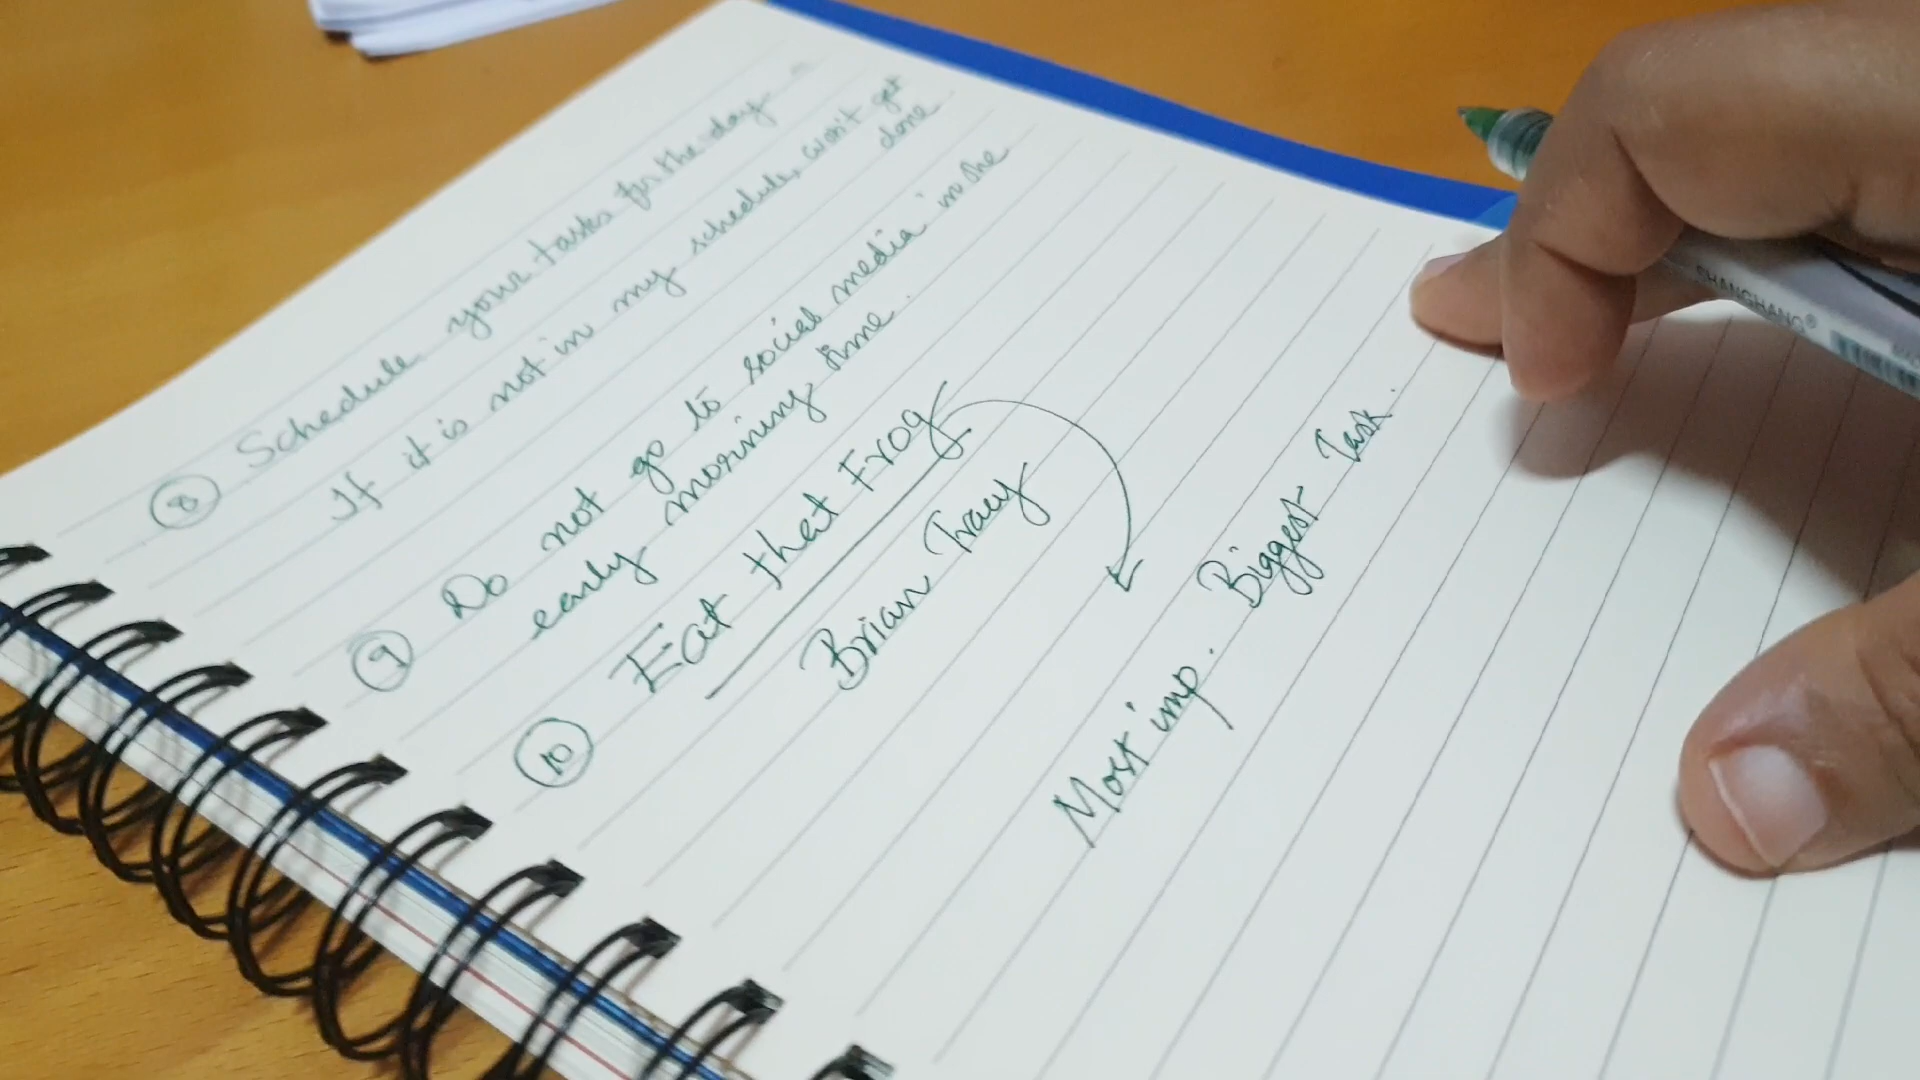 8 Schedule your tasks for the day
If it is not in my schedule, won't get
done
9 Do not go to social media in the
early morning time.
10 Eat that Frog
Brian Tracy
Most imp. Biggest Task.
SHANGHANG®